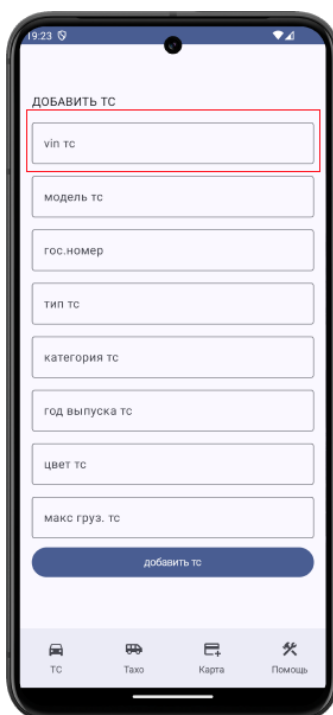 19:23
ДОБАВИТЬ ТС
vin тс
модель тс
гос.номер
тип тс
категория тс
год выпуска тс
цвет тс
макс груз. тс
добавить тс
ТС Тахо Карта Помощь